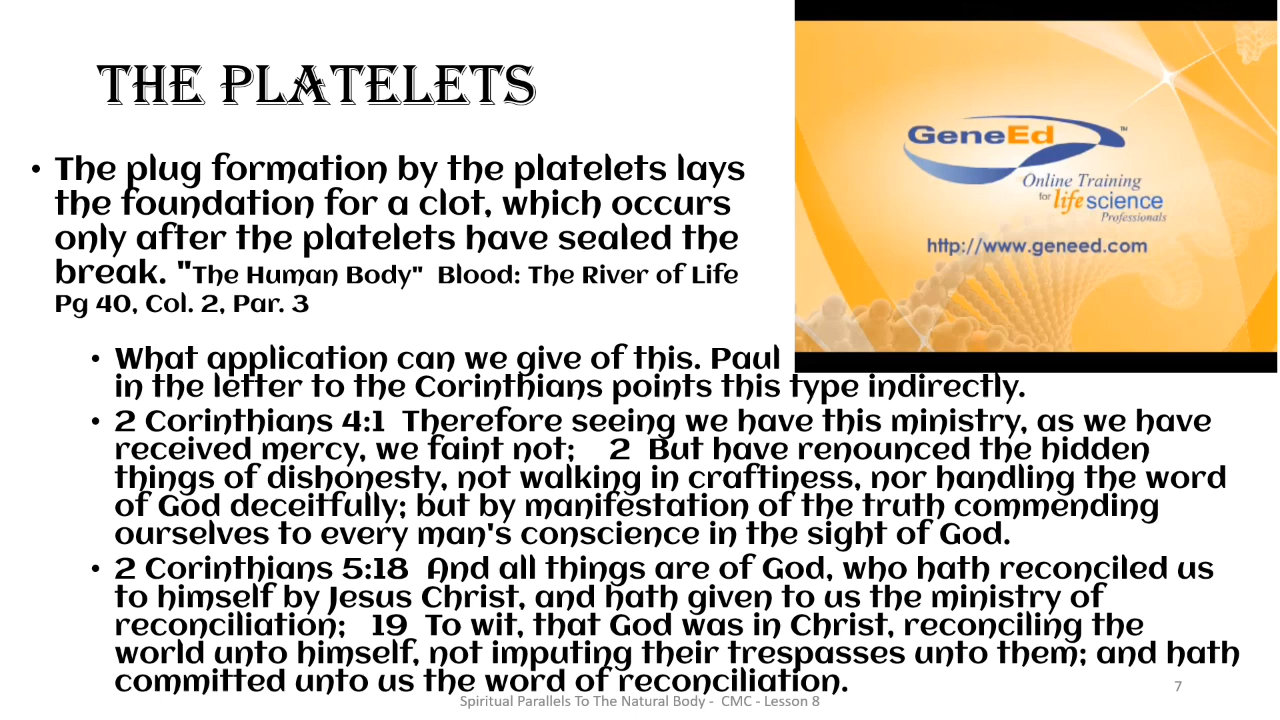 THE PLATELETS
• The plug formation by the platelets lays
the foundation for a clot, which occurs
only after the platelets have sealed the
break. "The Human Body"  Blood: The River of Life
Pg 40, Col. 2, Par. 3
GeneEd™
Online Training
for life science
Professionals
http://www.geneed.com
• What application can we give of this. Paul
in the letter to the Corinthians points this type indirectly.
• 2 Corinthians 4:1  Therefore seeing we have this ministry, as we have
received mercy, we faint not;   2  But have renounced the hidden
things of dishonesty, not walking in craftiness, nor handling the word
of God deceitfully; but by manifestation of the truth commending
ourselves to every man's conscience in the sight of God.
• 2 Corinthians 5:18  And all things are of God, who hath reconciled us
to himself by Jesus Christ, and hath given to us the ministry of
reconciliation;   19  To wit, that God was in Christ, reconciling the
world unto himself, not imputing their trespasses unto them; and hath
committed unto us the word of reconciliation.
Spiritual Parallels To The Natural Body -  CMC - Lesson 8
7